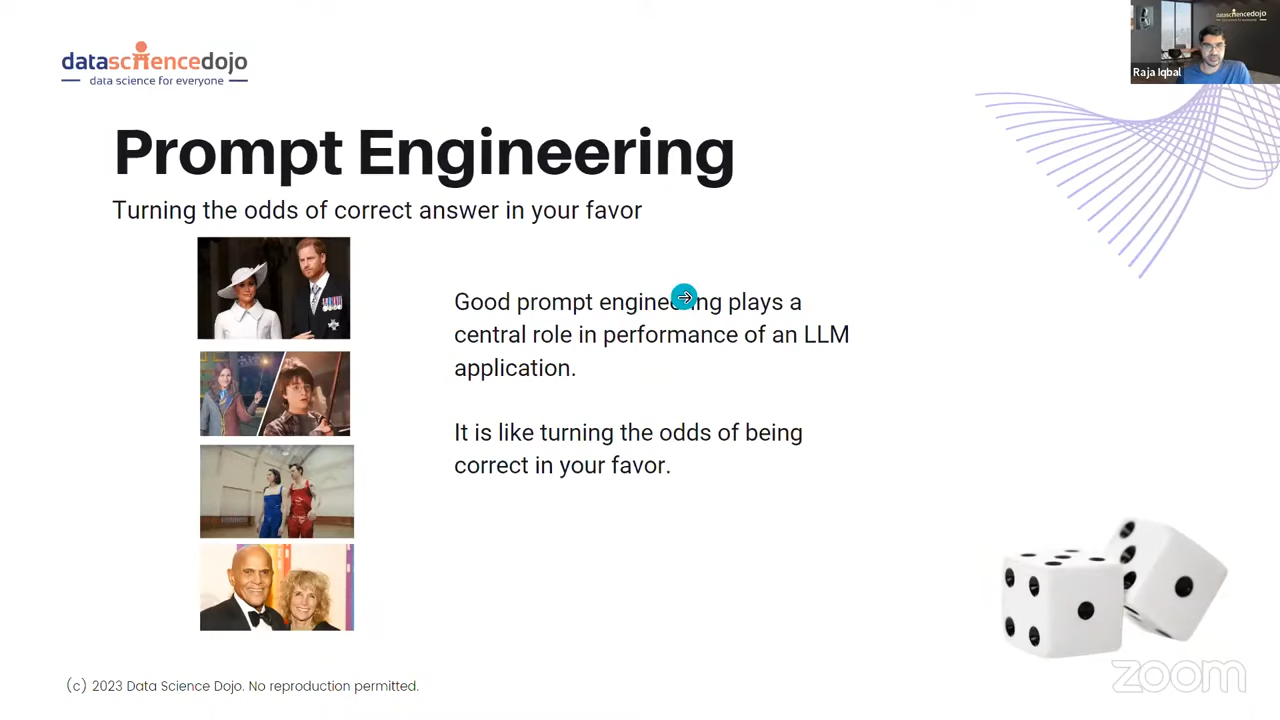 datasciencedojo
data science for everyone
datasciencedojo
Raja Iqbal
Prompt Engineering
Turning the odds of correct answer in your favor
Good prompt engineering plays a
central role in performance of an LLM
application.
It is like turning the odds of being
correct in your favor.
(c) 2023 Data Science Dojo. No reproduction permitted.
zoom